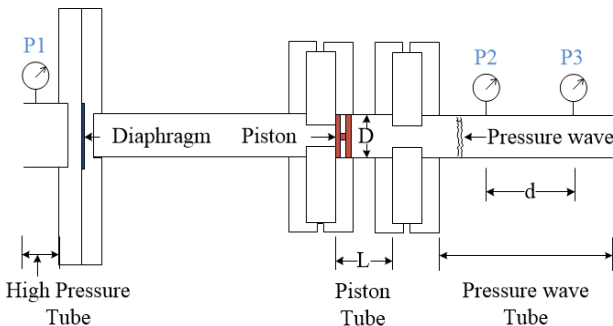 P1
P2
P3
Diaphragm
Piston
D
Pressure wave
d
L
High Pressure
Tube
Piston
Tube
Pressure wave
Tube